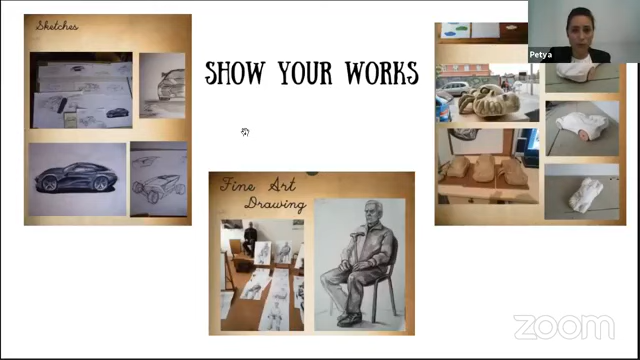 Sketches
SHOW YOUR WORKS
Petya
Fine Art
Drawing
zoom